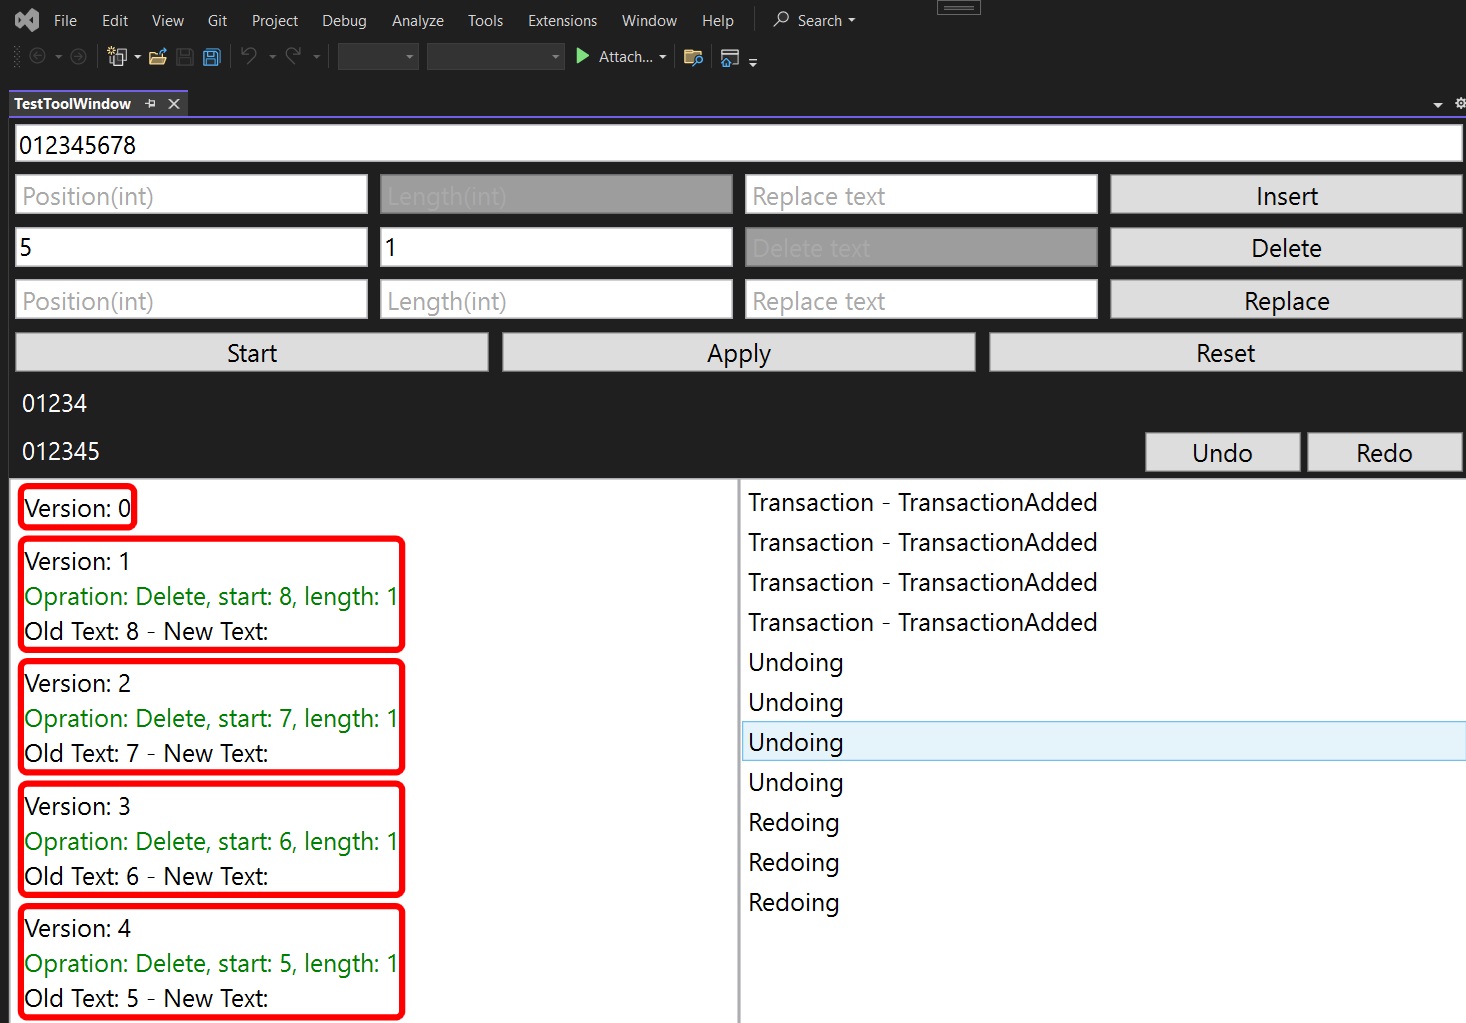 File Edit View Git Project Debug Analyze Tools Extensions Window Help Search
Attach...
TestToolWindow
012345678
Position(int) Length(int) Replace text Insert
5 1 Delete text Delete
Position(int) Length(int) Replace text Replace
Start Apply Reset
01234
012345 Undo Redo
Version: 0
Version: 1
Opration: Delete, start: 8, length: 1
Old Text: 8 - New Text:
Version: 2
Opration: Delete, start: 7, length: 1
Old Text: 7 - New Text:
Version: 3
Opration: Delete, start: 6, length: 1
Old Text: 6 - New Text:
Version: 4
Opration: Delete, start: 5, length: 1
Old Text: 5 - New Text:
Transaction - TransactionAdded
Transaction - TransactionAdded
Transaction - TransactionAdded
Transaction - TransactionAdded
Undoing
Undoing
Undoing
Undoing
Redoing
Redoing
Redoing